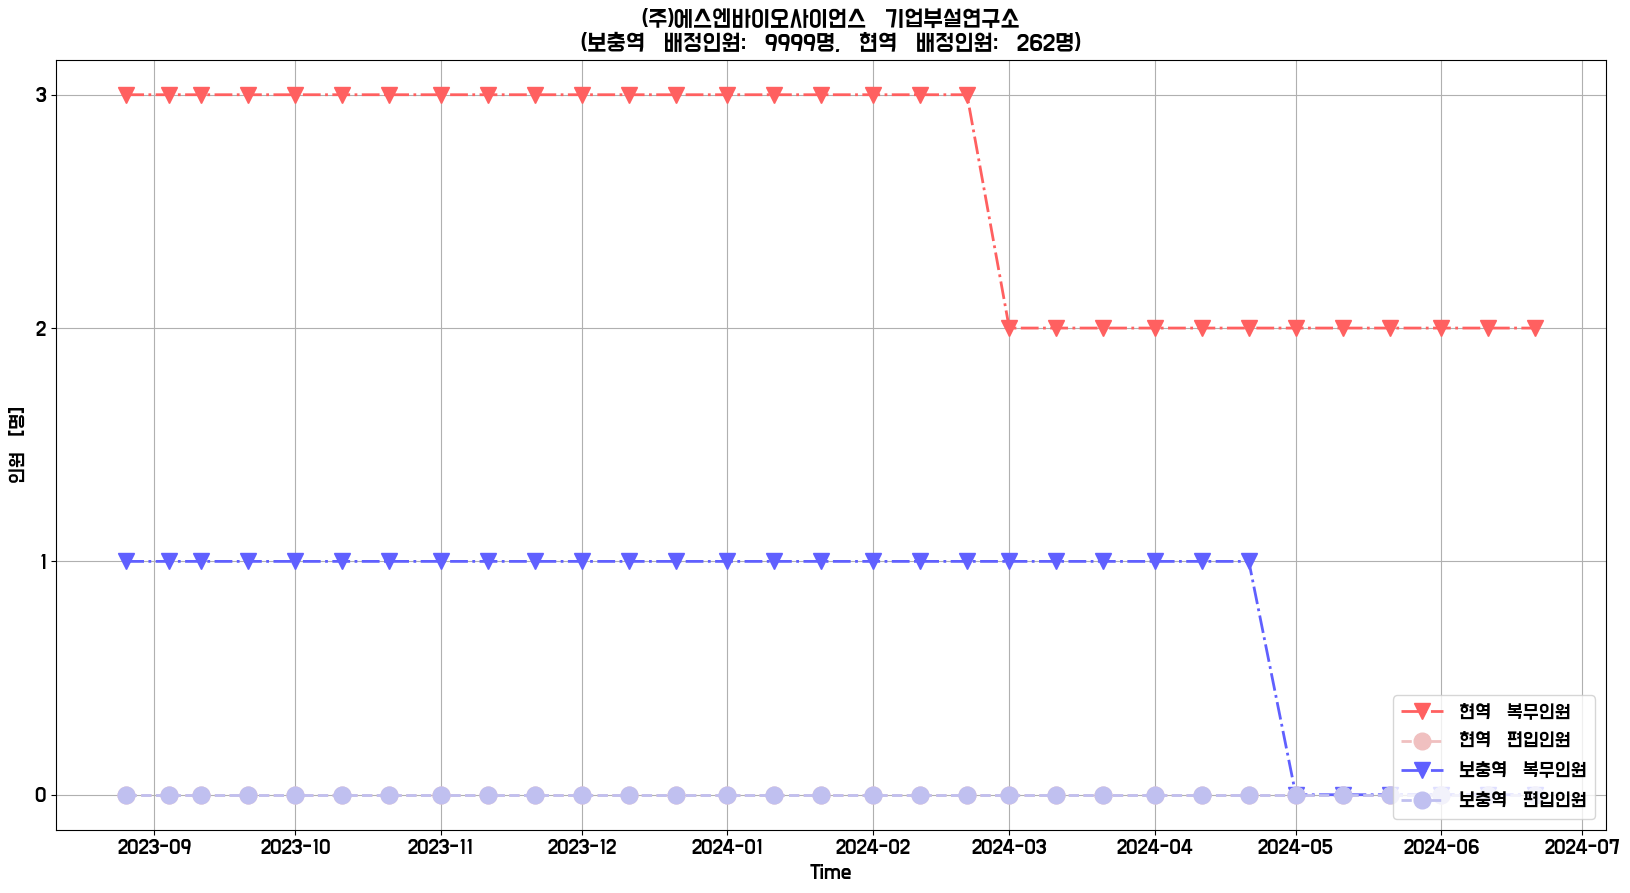 (주)에스엔바이오사이언스 기업부설연구소
(보충역 배정인원: 9999명, 현역 배정인원: 262명)
3
2
1
0
인원 [명]
현역 복무인원
현역 편입인원
보충역 복무인원
보충역 편입인원
2023-09 2023-10 2023-11 2023-12 2024-01 2024-02 2024-03 2024-04 2024-05 2024-06 2024-07
Time